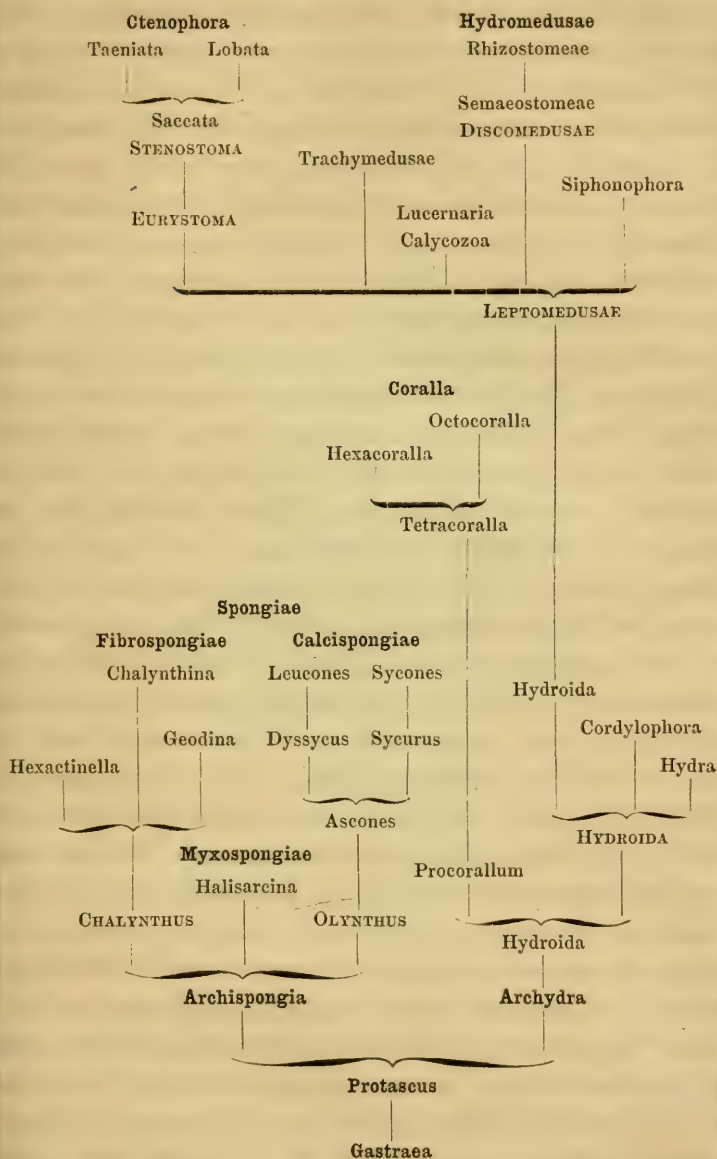 Ctenophora Hydromedusae
Taeniata Lobata Rhizostomeae
Semaeostomeae
Saccata DISCOMEDUSAE
STENOSTOMA
Trachymedusae
Siphonophora
Lucernaria
EURYSTOMA
Calycozoa
LEPTOMEDUSAE
Coralla
Octocoralla
Hexacoralla
Tetracoralla
Spongiae
Fibrospongiae Calcispongiae
Chalynthina Leucones Sycones
Hydroida
Cordylophora
Geodina Dyssycus Sycurus
Hexactinella Hydra
Ascones
HYDROIDA
Myxospongiae
Procorallum
Halisarcina
CHALYNTHUS OLYNTHUS
Hydroida
Archispongia Archydra
Protascus
Gastraea